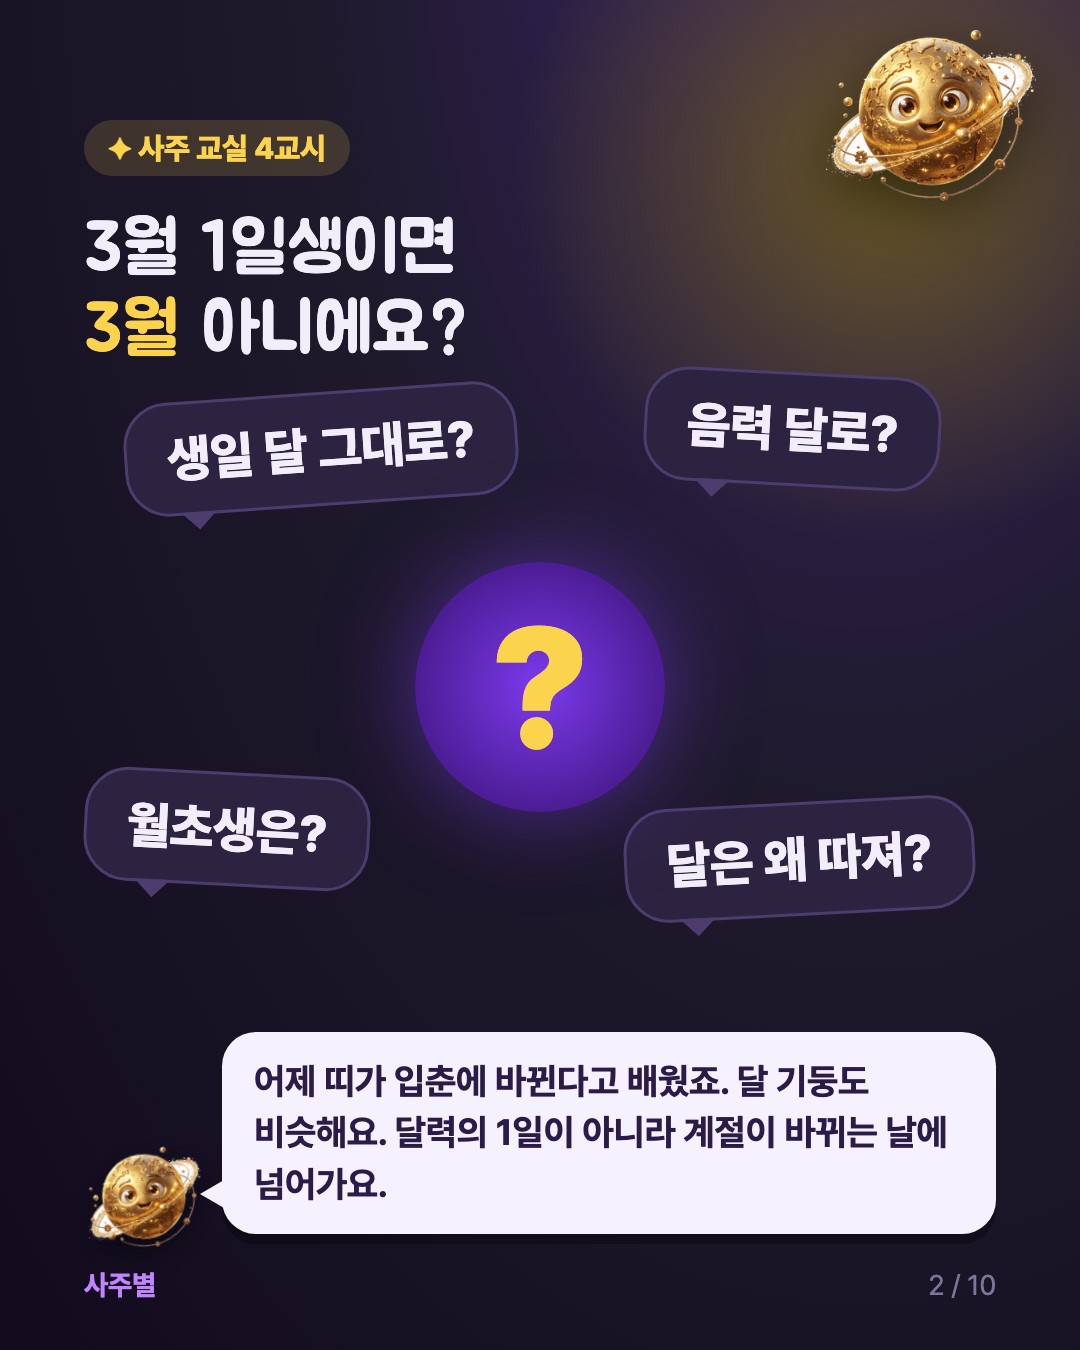 ✦ 사주 교실 4교시
3월 1일생이면
3월 아니에요?
생일 달 그대로?
음력 달로?
?
월초생은?
달은 왜 따져?
어제 띠가 입춘에 바뀐다고 배웠죠. 달 기둥도
비슷해요. 달력의 1일이 아니라 계절이 바뀌는 날에
넘어가요.
사주별
2 / 10